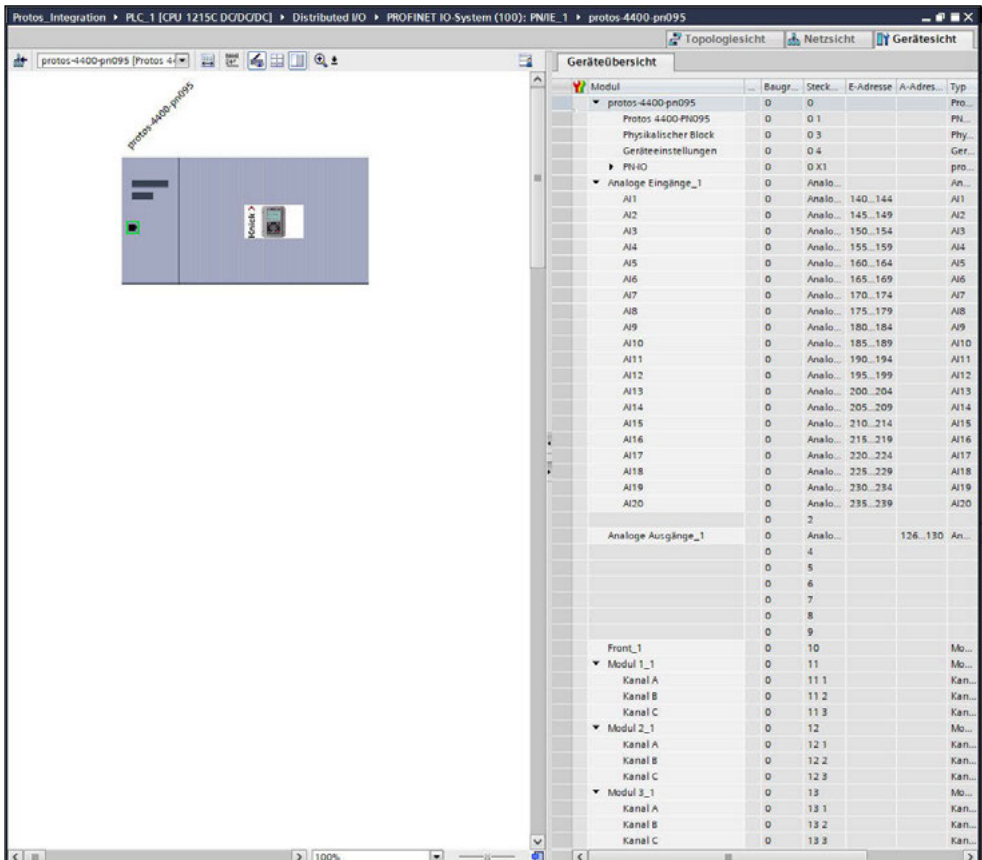 Protos_Integration ▸ PLC_1 [CPU 1215C DC/DC/DC] ▸ Distributed I/O ▸ PROFINET IO-System (100): PN/IE_1 ▸ protos-4400-pn095
Topologiesicht Netzsicht Gerätesicht
protos-4400-pn095 [Protos 44
Geräteübersicht
protos-4400-pn095
Knick
Modul ... Baugr... Steck... E-Adresse A-Adres... Typ
protos-4400-pn095 0 0 Pro...
Protos 4400-PN095 0 0 1 PN...
Physikalischer Block 0 0 3 Phy...
Geräteeinstellungen 0 0 4 Ger...
PN-IO 0 0 X1 pro...
Analoge Eingänge_1 0 Analo... An...
AI1 0 Analo... 140...144 AI1
AI2 0 Analo... 145...149 AI2
AI3 0 Analo... 150...154 AI3
AI4 0 Analo... 155...159 AI4
AI5 0 Analo... 160...164 AI5
AI6 0 Analo... 165...169 AI6
AI7 0 Analo... 170...174 AI7
AI8 0 Analo... 175...179 AI8
AI9 0 Analo... 180...184 AI9
AI10 0 Analo... 185...189 AI10
AI11 0 Analo... 190...194 AI11
AI12 0 Analo... 195...199 AI12
AI13 0 Analo... 200...204 AI13
AI14 0 Analo... 205...209 AI14
AI15 0 Analo... 210...214 AI15
AI16 0 Analo... 215...219 AI16
AI17 0 Analo... 220...224 AI17
AI18 0 Analo... 225...229 AI18
AI19 0 Analo... 230...234 AI19
AI20 0 Analo... 235...239 AI20
0 2
Analoge Ausgänge_1 0 Analo... 126...130 An...
0 4
0 5
0 6
0 7
0 8
0 9
Front_1 0 10 Mo...
Modul 1_1 0 11 Mo...
Kanal A 0 11 1 Kan...
Kanal B 0 11 2 Kan...
Kanal C 0 11 3 Kan...
Modul 2_1 0 12 Mo...
Kanal A 0 12 1 Kan...
Kanal B 0 12 2 Kan...
Kanal C 0 12 3 Kan...
Modul 3_1 0 13 Mo...
Kanal A 0 13 1 Kan...
Kanal B 0 13 2 Kan...
Kanal C 0 13 3 Kan...
100%